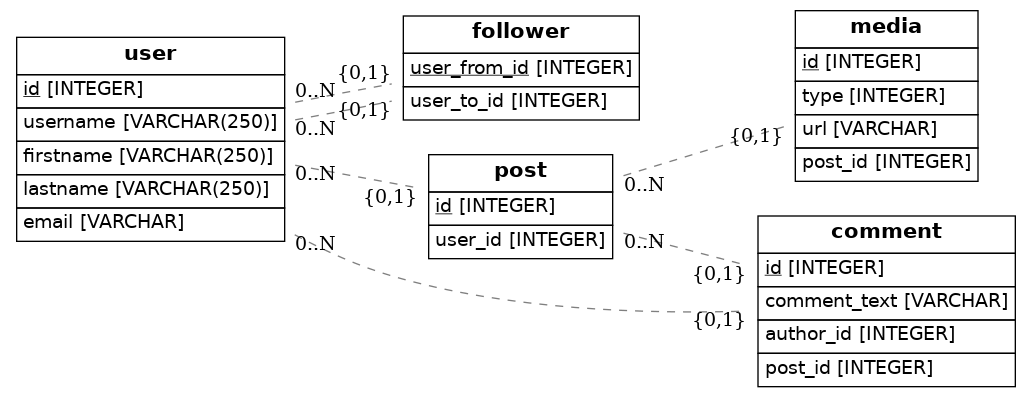 user
id [INTEGER]
username [VARCHAR(250)]
firstname [VARCHAR(250)]
lastname [VARCHAR(250)]
email [VARCHAR]
0..N
{0,1}
0..N
{0,1}
0..N
{0,1}
0..N
{0,1}
follower
user_from_id [INTEGER]
user_to_id [INTEGER]
post
id [INTEGER]
user_id [INTEGER]
0..N
{0,1}
0..N
{0,1}
media
id [INTEGER]
type [INTEGER]
url [VARCHAR]
post_id [INTEGER]
comment
id [INTEGER]
comment_text [VARCHAR]
author_id [INTEGER]
post_id [INTEGER]